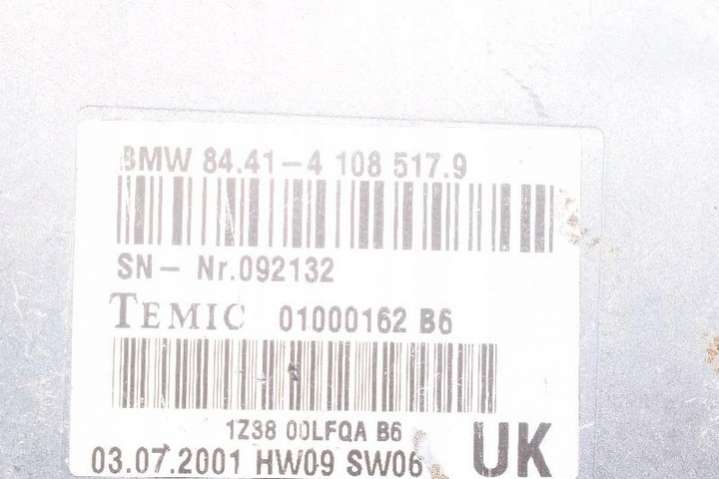 BMW 84.41-4 108 517.9
SN- Nr.092132
TEMIC 01000162 B6
1Z38 00LFQA B6
03.07.2001 HW09 SW06 UK